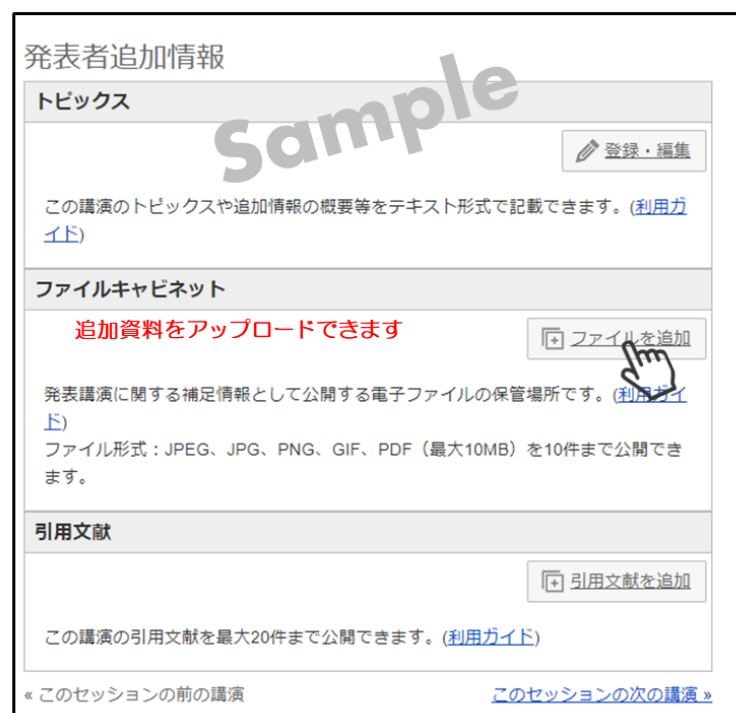 発表者追加情報
Sample
トピックス
登録・編集
この講演のトピックスや追加情報の概要等をテキスト形式で記載できます。(利用ガ
イド)
ファイルキャビネット
追加資料をアップロードできます
ファイルを追加
発表講演に関する補足情報として公開する電子ファイルの保管場所です。(利用ガイ
ド)
ファイル形式：JPEG、JPG、PNG、GIF、PDF（最大10MB）を10件まで公開でき
ます。
引用文献
引用文献を追加
この講演の引用文献を最大20件まで公開できます。(利用ガイド)
« このセッションの前の講演
このセッションの次の講演 »